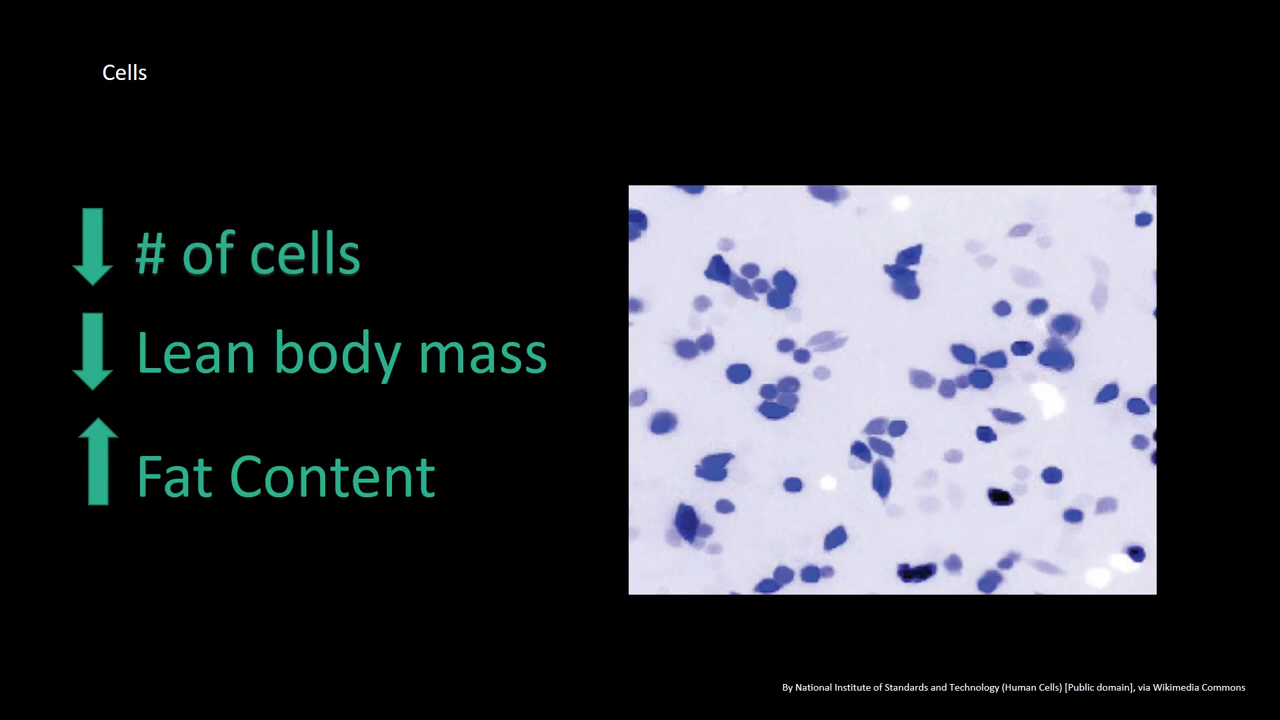 Cells
# of cells
Lean body mass
Fat Content
By National Institute of Standards and Technology (Human Cells) [Public domain], via Wikimedia Commons